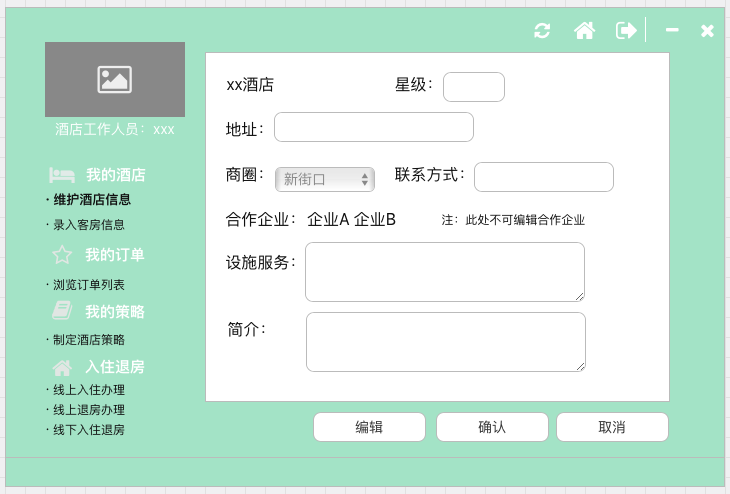 酒店工作人员：xxx
我的酒店
· 维护酒店信息
· 录入客房信息
我的订单
· 浏览订单列表
我的策略
· 制定酒店策略
入住退房
· 线上入住办理
· 线上退房办理
· 线下入住退房
xx酒店 星级：
地址：
商圈： 新街口 联系方式：
合作企业： 企业A 企业B 注：此处不可编辑合作企业
设施服务：
简介：
编辑 确认 取消